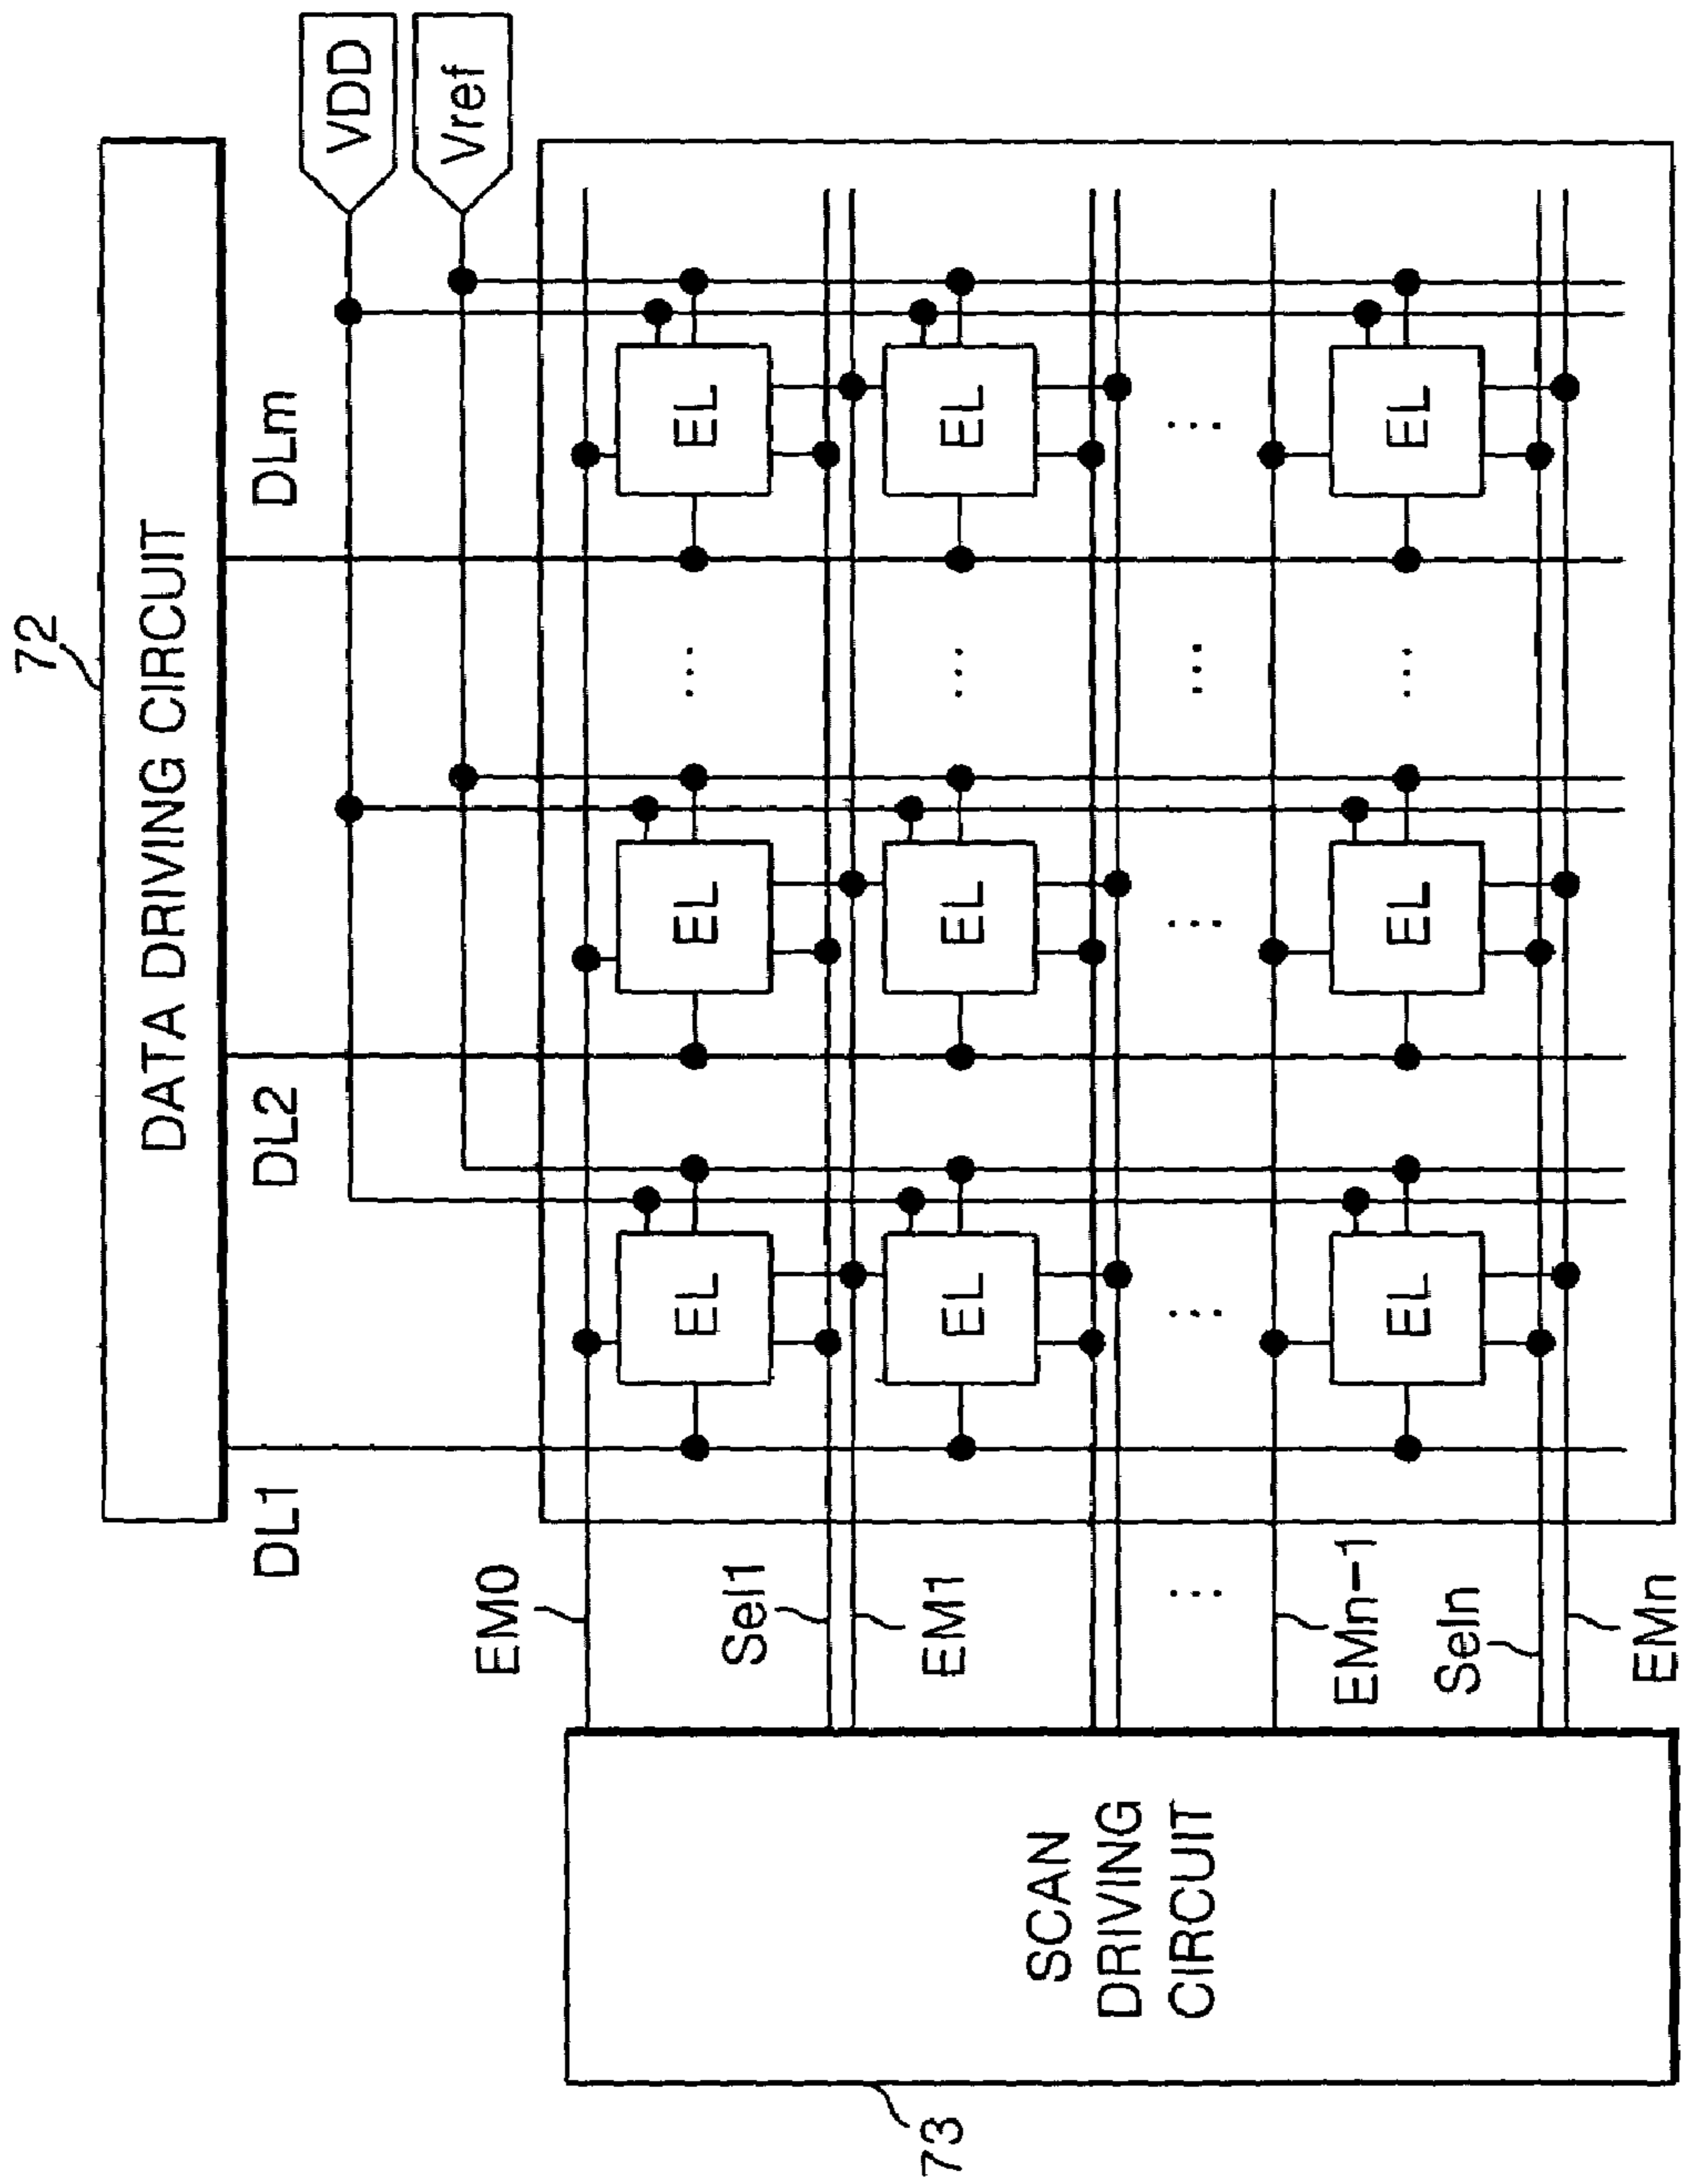 72
DATA DRIVING CIRCUIT
DL1
DL2
DLm
VDD
Vref
EM0
Sel1
EM1
⋮
EMn-1
Seln
EMn
EL
EL
...
EL
EL
EL
...
EL
⋮
⋮
...
⋮
EL
EL
...
EL
SCAN
DRIVING
CIRCUIT
73